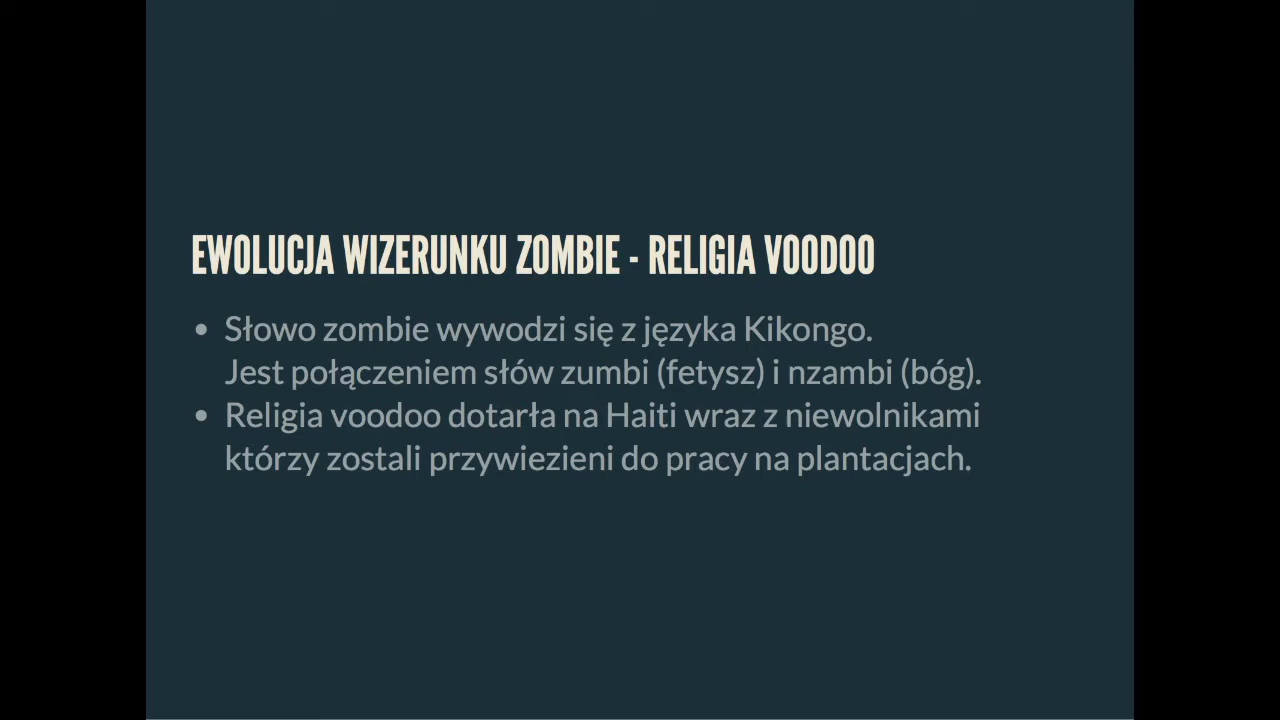 EWOLUCJA WIZERUNKU ZOMBIE - RELIGIA VOODOO
• Słowo zombie wywodzi się z języka Kikongo.
Jest połączeniem słów zumbi (fetysz) i nzambi (bóg).
• Religia voodoo dotarła na Haiti wraz z niewolnikami
którzy zostali przywiezieni do pracy na plantacjach.